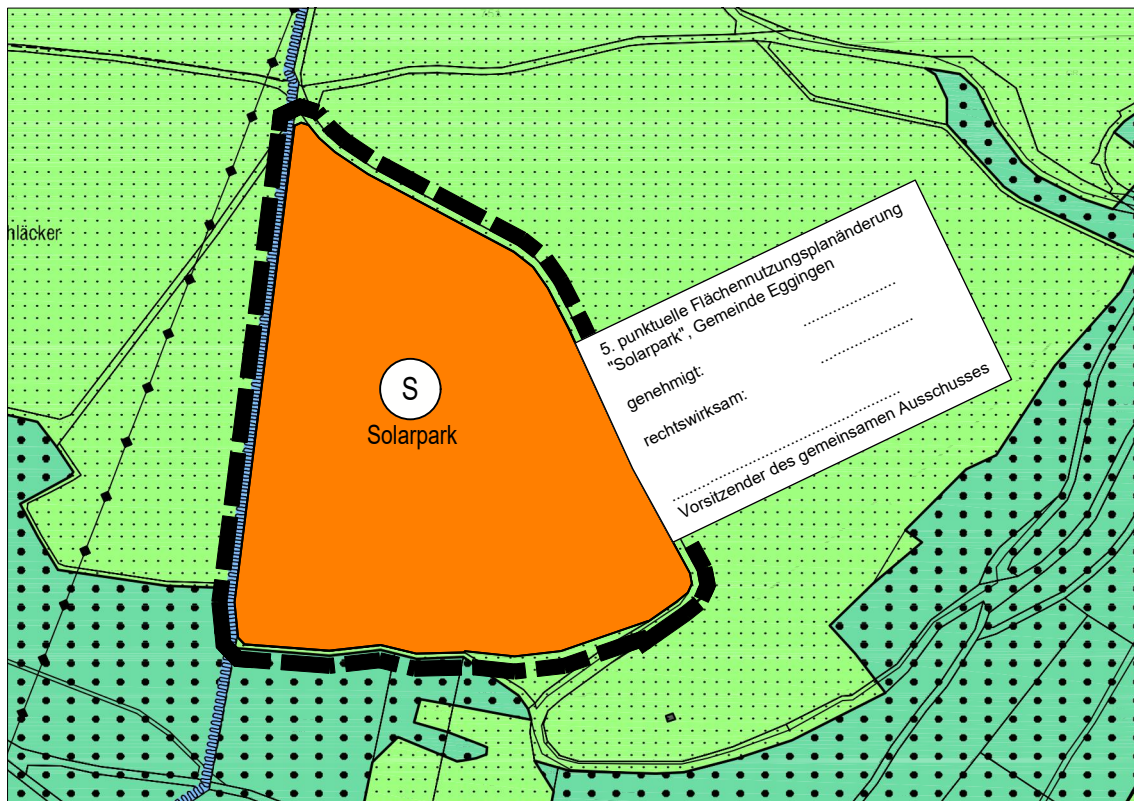 hläcker
S
Solarpark
5. punktuelle Flächennutzungsplanänderung
"Solarpark", Gemeinde Eggingen
genehmigt: ........................
rechtswirksam: ........................
............................................................
Vorsitzender des gemeinsamen Ausschusses